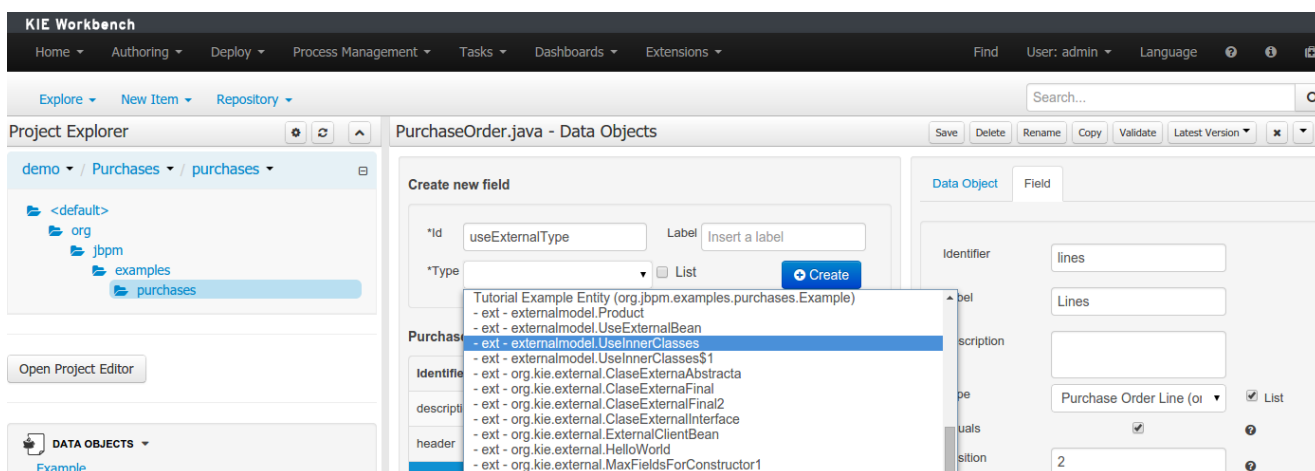 KIE Workbench
Home Authoring Deploy Process Management Tasks Dashboards Extensions Find User: admin Language
Explore New Item Repository Search...
Project Explorer
demo / Purchases / purchases
<default>
org
jbpm
examples
purchases
Open Project Editor
DATA OBJECTS
Example
PurchaseOrder.java - Data Objects
Save Delete Rename Copy Validate Latest Version
Create new field
*Id useExternalType Label Insert a label
*Type List Create
Tutorial Example Entity (org.jbpm.examples.purchases.Example)
- ext - externalmodel.Product
- ext - externalmodel.UseExternalBean
- ext - externalmodel.UseInnerClasses
- ext - externalmodel.UseInnerClasses$1
- ext - org.kie.external.ClaseExternaAbstracta
- ext - org.kie.external.ClaseExternaFinal
- ext - org.kie.external.ClaseExternalFinal2
- ext - org.kie.external.ClaseExternalInterface
- ext - org.kie.external.ExternalClientBean
- ext - org.kie.external.HelloWorld
- ext - org.kie.external.MaxFieldsForConstructor1
Purchas
Identifie
descripti
header
Data Object Field
Identifier lines
bel Lines
scription
pe Purchase Order Line (or List
uals
sition 2